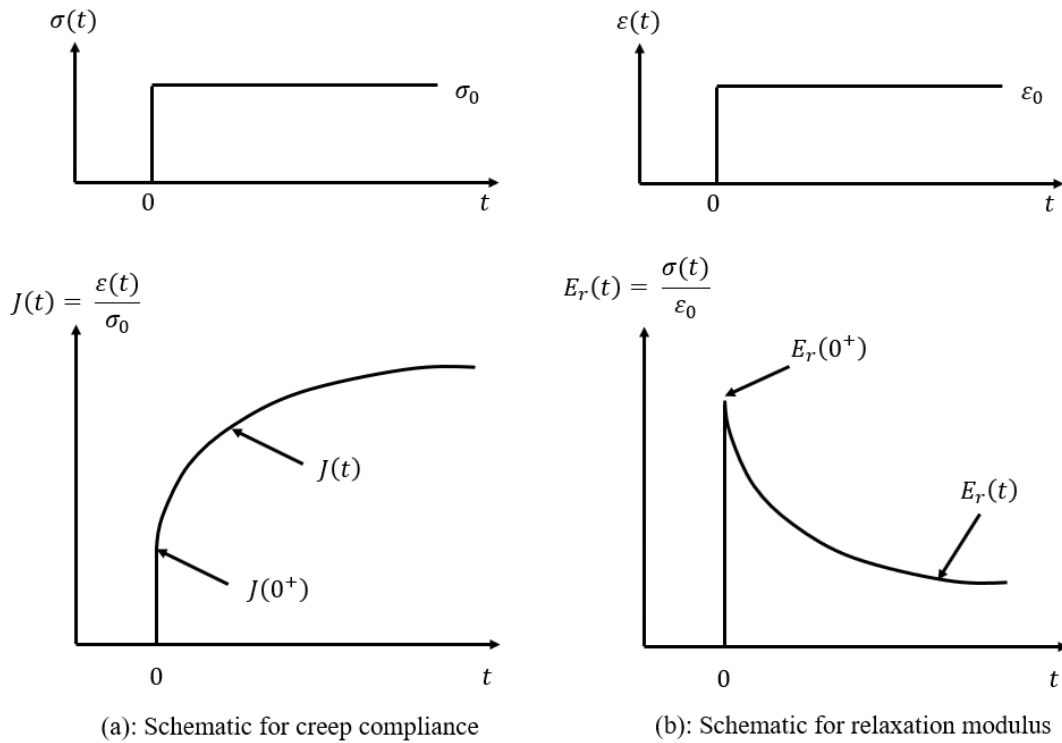 σ(t)
σ₀
0
t
ε(t)
ε₀
0
t
J(t) = ε(t)/σ₀
J(t)
J(0⁺)
0
t
(a): Schematic for creep compliance
E_r(t) = σ(t)/ε₀
E_r(0⁺)
E_r(t)
0
t
(b): Schematic for relaxation modulus